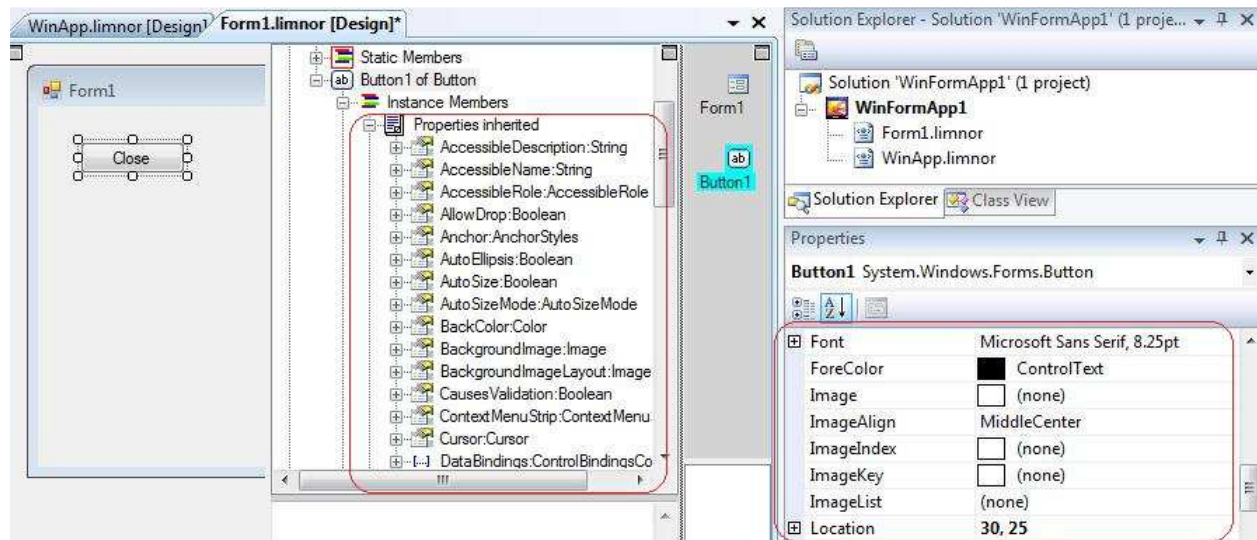 WinApp.limnor [Design]
Form1.limnor [Design]*
Form1
Close
Static Members
Button1 of Button
Instance Members
Properties inherited
AccessibleDescription:String
AccessibleName:String
AccessibleRole:AccessibleRole
AllowDrop:Boolean
Anchor:AnchorStyles
AutoEllipsis:Boolean
AutoSize:Boolean
AutoSizeMode:AutoSizeMode
BackColor:Color
BackgroundImage:Image
BackgroundImageLayout:Image
CausesValidation:Boolean
ContextMenuStrip:ContextMenu
Cursor:Cursor
DataBindings:ControlBindingsCo
Form1
Button1
Solution Explorer - Solution 'WinFormApp1' (1 proje...
Solution 'WinFormApp1' (1 project)
WinFormApp1
Form1.limnor
WinApp.limnor
Solution Explorer
Class View
Properties
Button1 System.Windows.Forms.Button
Font Microsoft Sans Serif, 8.25pt
ForeColor ControlText
Image (none)
ImageAlign MiddleCenter
ImageIndex (none)
ImageKey (none)
ImageList (none)
Location 30, 25